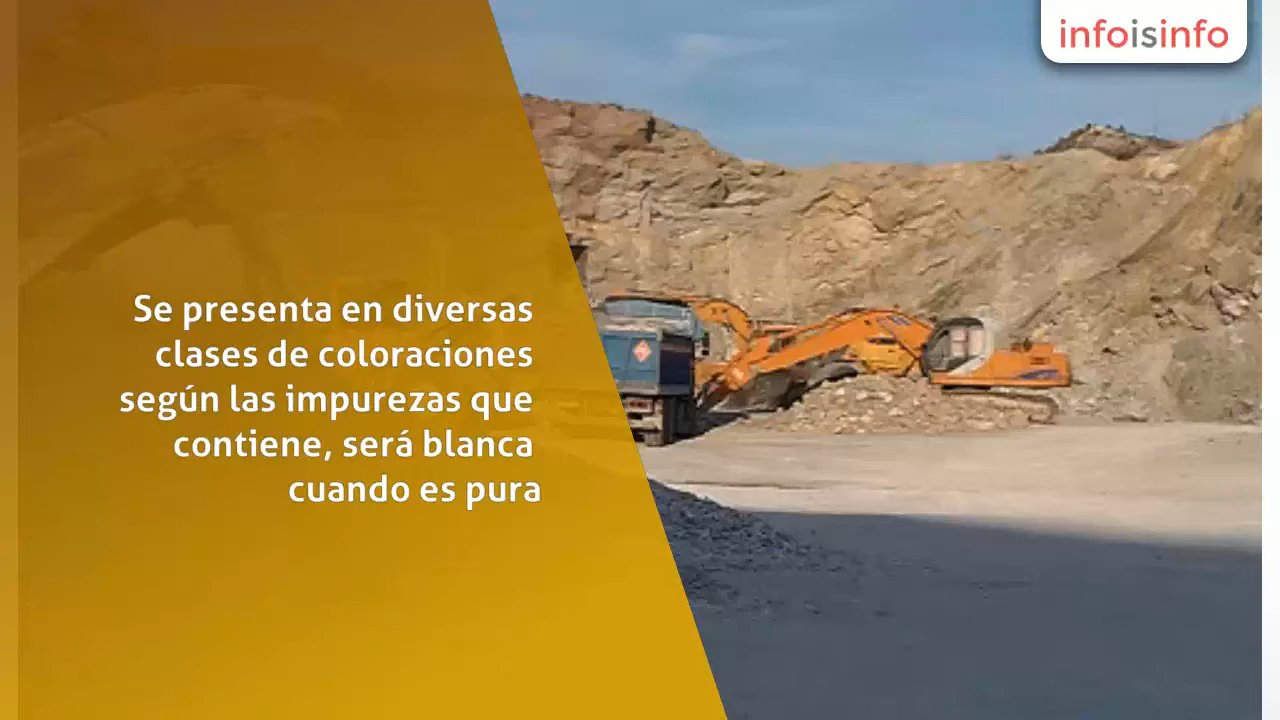 infoisinfo
Se presenta en diversas
clases de coloraciones
según las impurezas que
contiene, será blanca
cuando es pura